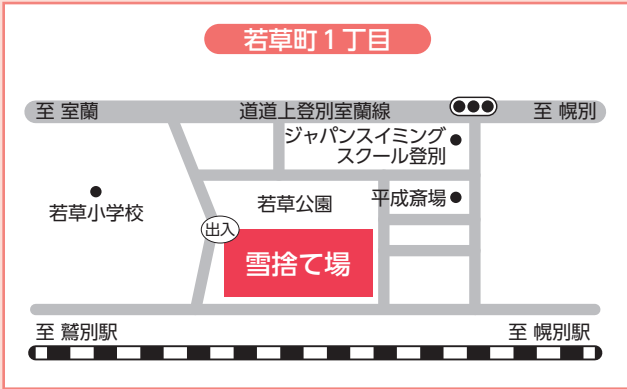 若草町1丁目
至 室蘭
道道上登別室蘭線
至 幌別
ジャパンスイミング
スクール登別
若草小学校
若草公園
平成斎場
出入
雪捨て場
至 鷲別駅
至 幌別駅